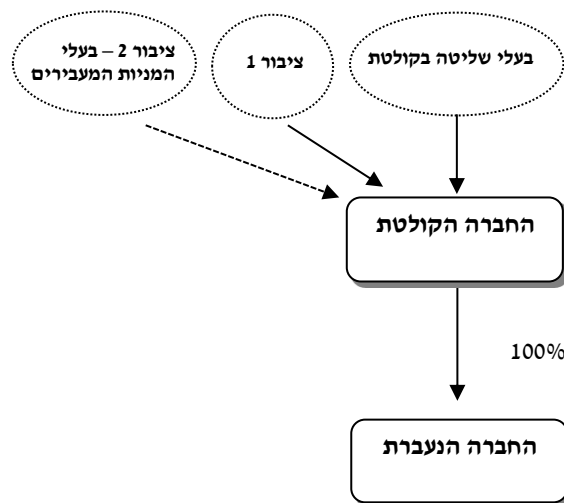 בעלי שליטה בקולטת
ציבור 1
ציבור 2 – בעלי
המניות המעבירים
החברה הקולטת
100%
החברה הנעברת